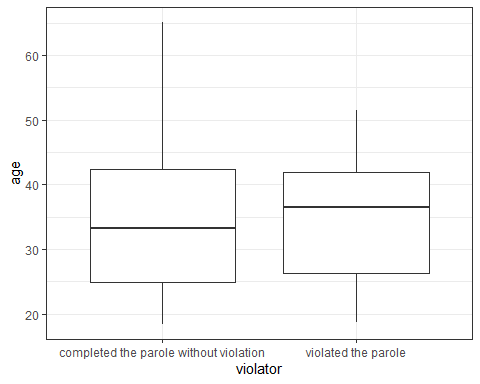 60
50
40
30
20
age
completed the parole without violation
violated the parole
violator